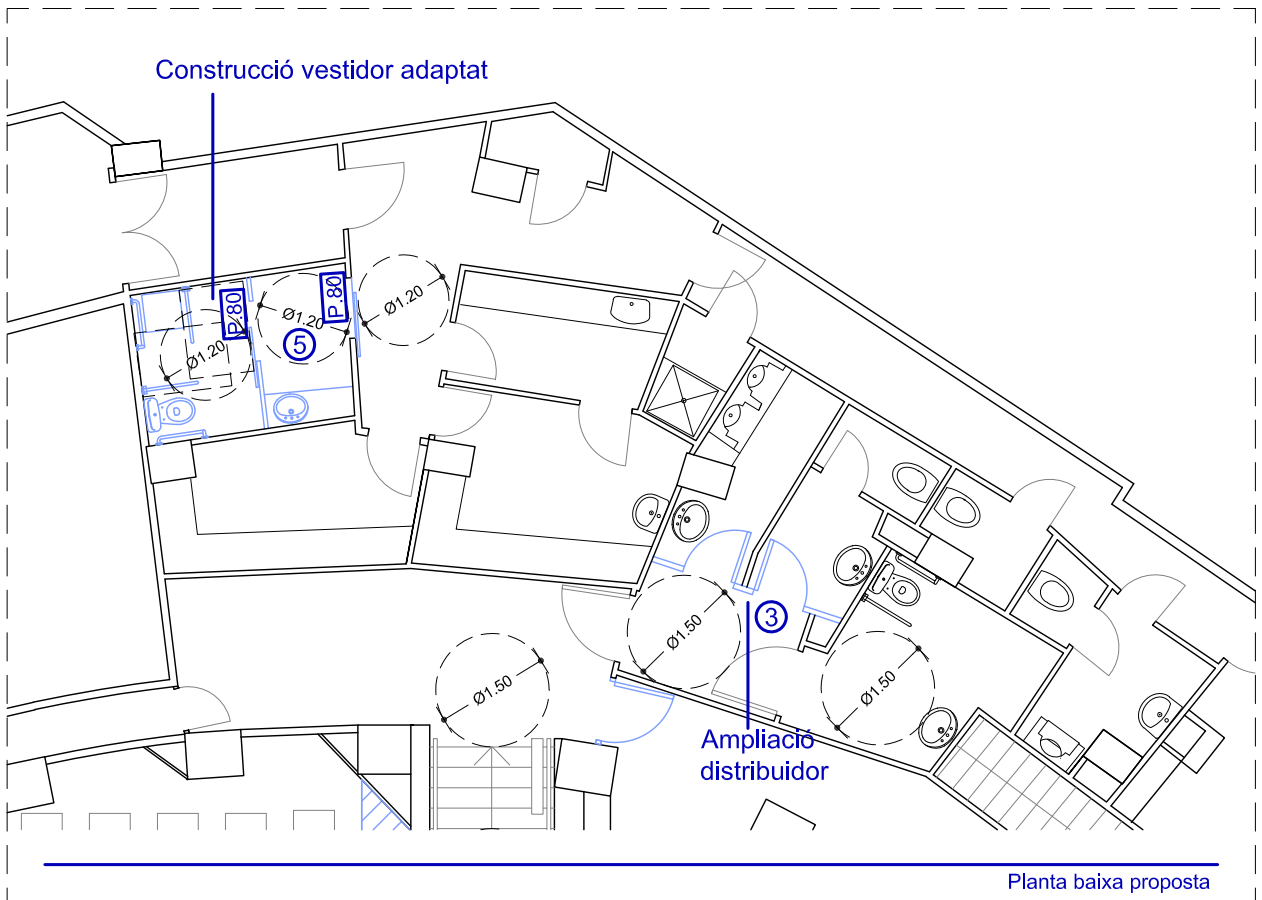 Construcció vestidor adaptat
P.80
P.80
Ø1.20
Ø1.20
Ø1.20
5
3
Ø1.50
Ø1.50
Ø1.50
Ampliació
distribuidor
Planta baixa proposta